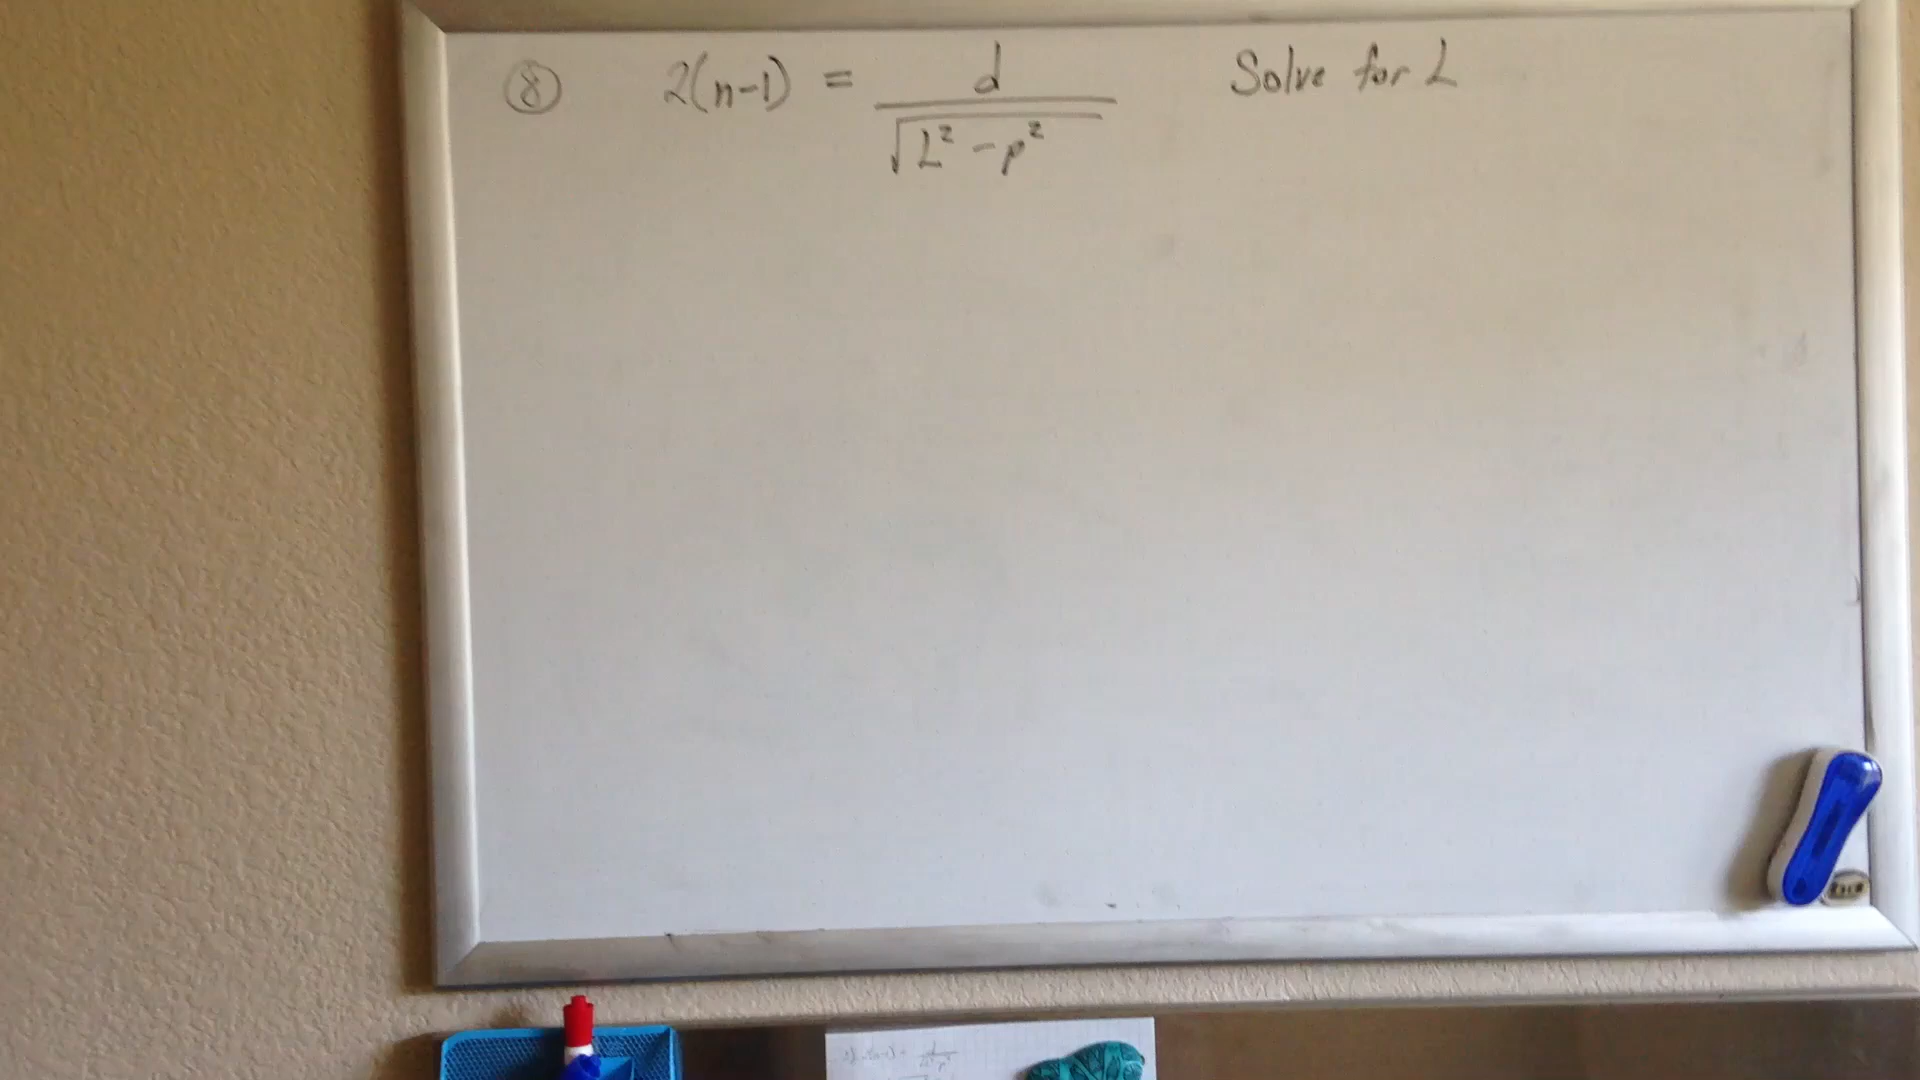 ⑧ 2(n-1) = d / √(L² - p²) Solve for L